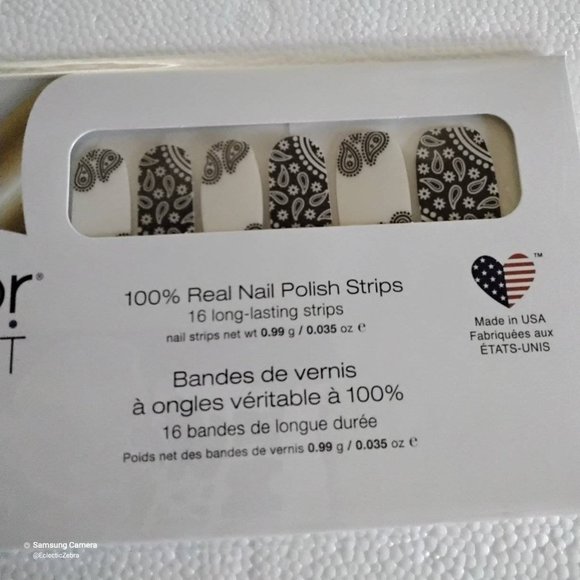 or®
T
100% Real Nail Polish Strips
16 long-lasting strips
nail strips net wt 0.99 g / 0.035 oz e
Bandes de vernis
à ongles véritable à 100%
16 bandes de longue durée
Poids net des bandes de vernis 0.99 g / 0.035 oz e
TM
Made in USA
Fabriquées aux
ÉTATS-UNIS
Samsung Camera
@EclecticZebra